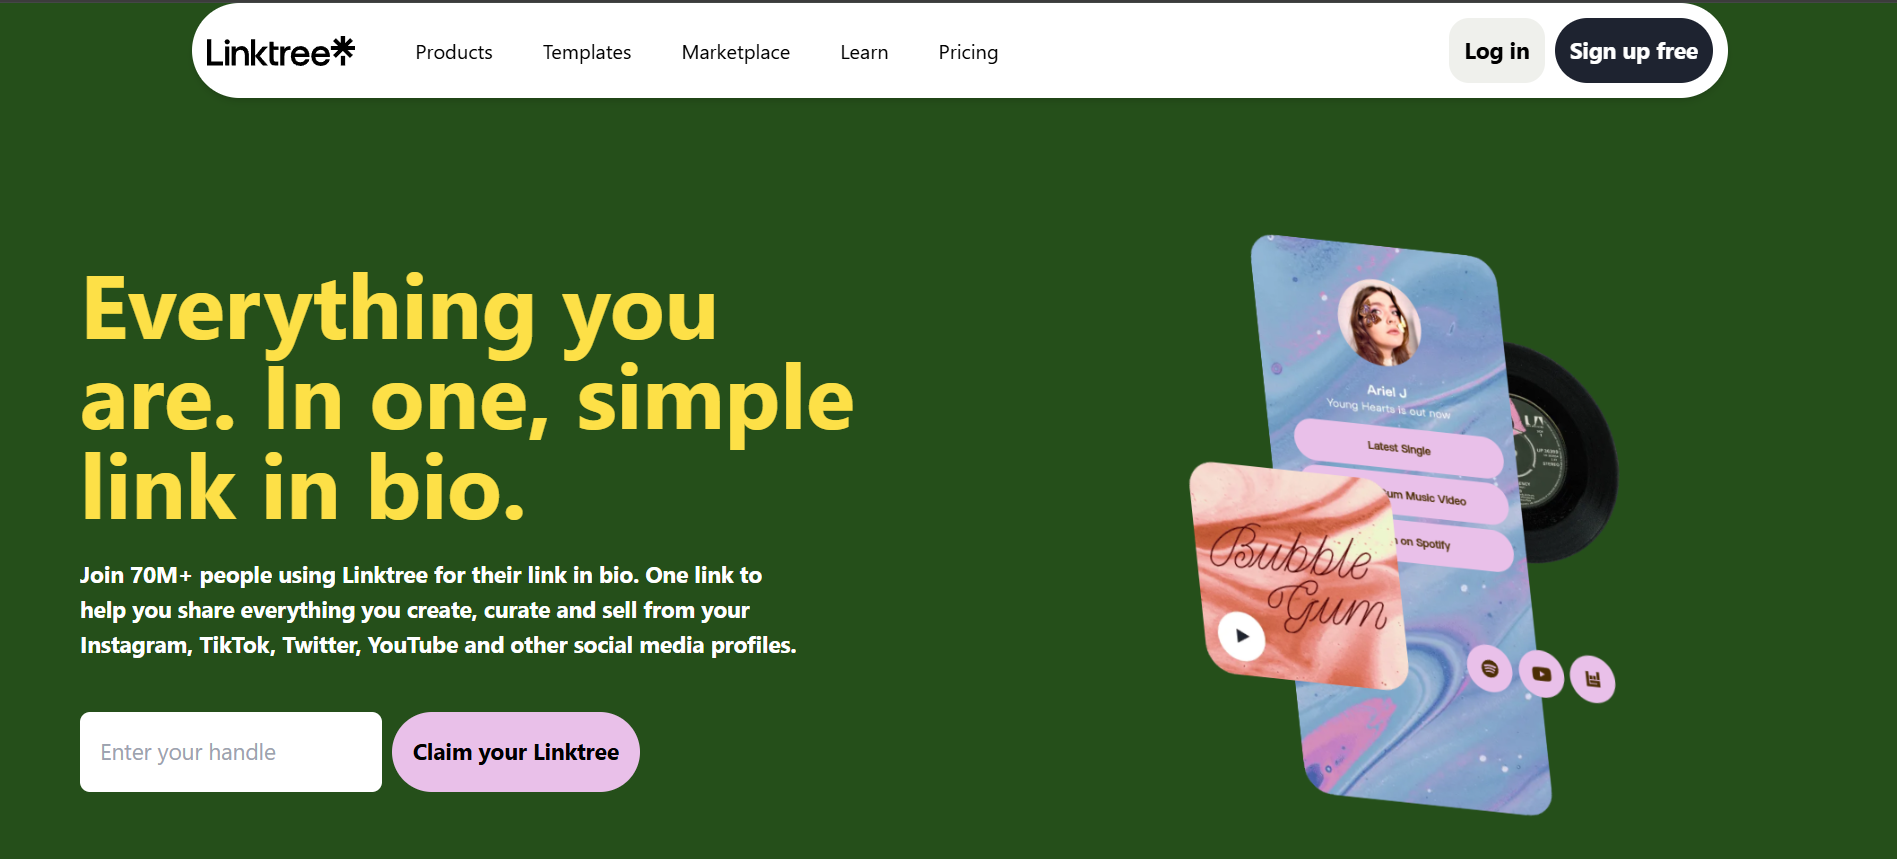 Linktree
Products
Templates
Marketplace
Learn
Pricing
Log in
Sign up free
Everything you
are. In one, simple
link in bio.
Join 70M+ people using Linktree for their link in bio. One link to
help you share everything you create, curate and sell from your
Instagram, TikTok, Twitter, YouTube and other social media profiles.
Enter your handle
Claim your Linktree
Ariel J
Young Hearts is out now
Latest Single
Music Video
on Spotify
Bubble
Gum